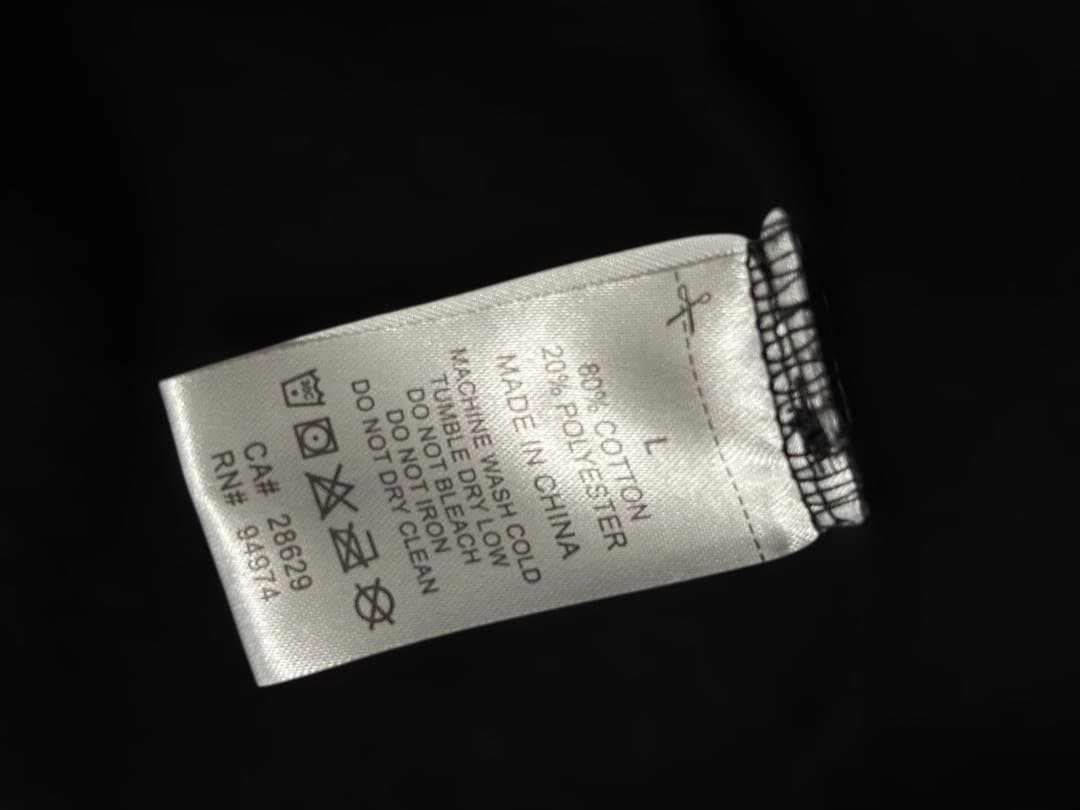 L
80% COTTON
20% POLYESTER
MADE IN CHINA
MACHINE WASH COLD
TUMBLE DRY LOW
DO NOT BLEACH
DO NOT IRON
DO NOT DRY CLEAN
30C
CA# 28629
RN# 94974